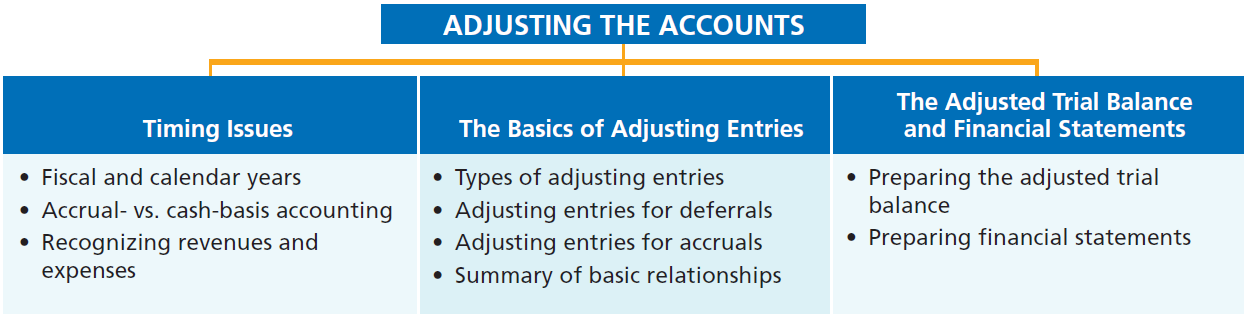 ADJUSTING THE ACCOUNTS
Timing Issues
• Fiscal and calendar years
• Accrual- vs. cash-basis accounting
• Recognizing revenues and
expenses
The Basics of Adjusting Entries
• Types of adjusting entries
• Adjusting entries for deferrals
• Adjusting entries for accruals
• Summary of basic relationships
The Adjusted Trial Balance
and Financial Statements
• Preparing the adjusted trial
balance
• Preparing financial statements